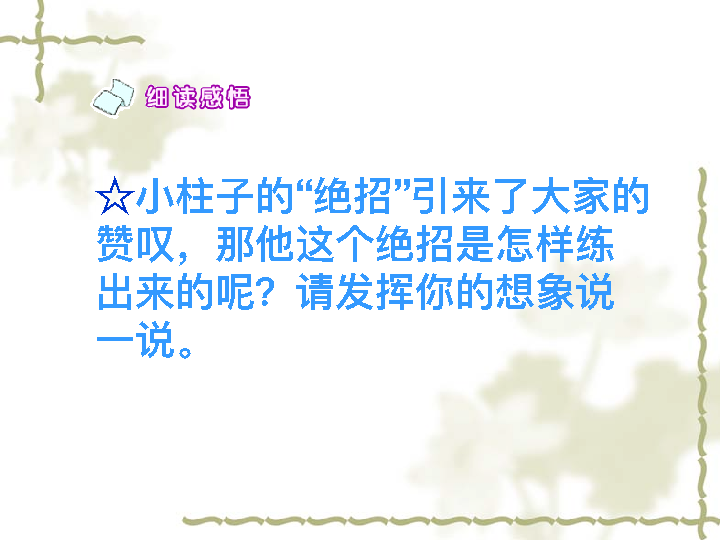 细读感悟
☆小柱子的“绝招”引来了大家的
赞叹，那他这个绝招是怎样练
出来的呢？请发挥你的想象说
一说。